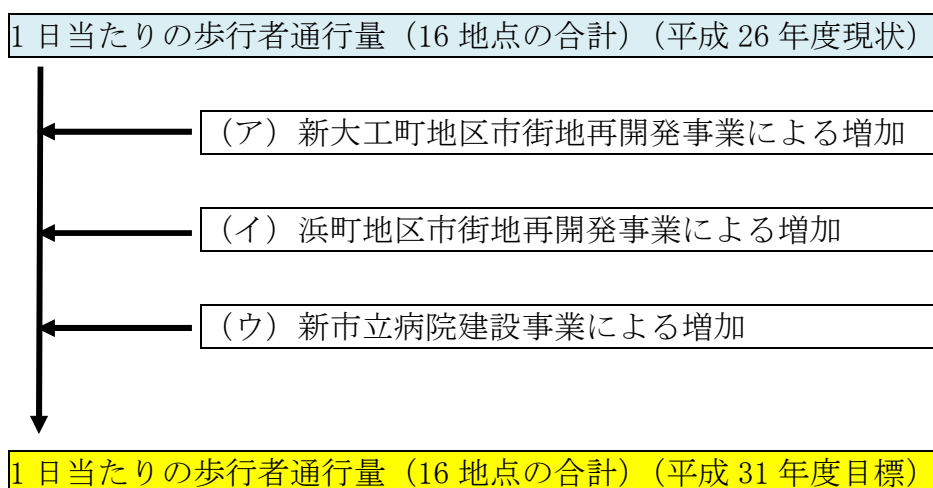 1 日当たりの歩行者通行量（16 地点の合計）（平成 26 年度現状）
（ア）新大工町地区市街地再開発事業による増加
（イ）浜町地区市街地再開発事業による増加
（ウ）新市立病院建設事業による増加
1 日当たりの歩行者通行量（16 地点の合計）（平成 31 年度目標）